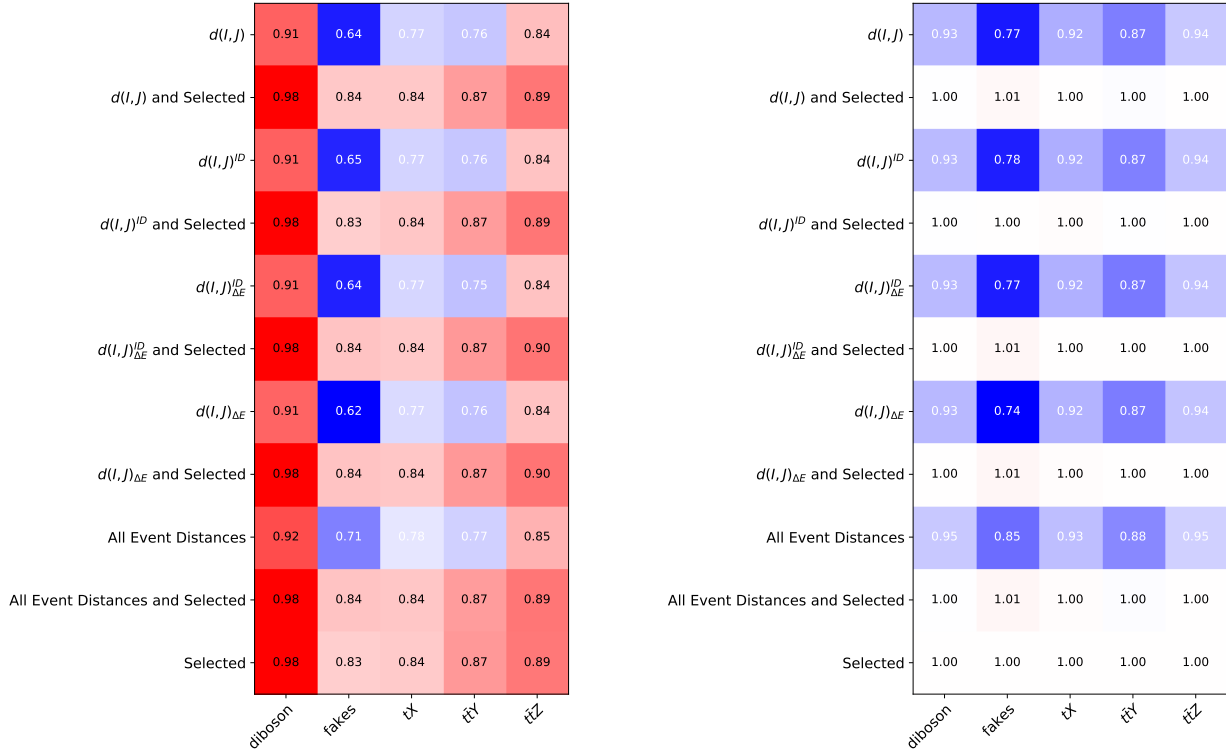 d(I, J) 0.91 0.64 0.77 0.76 0.84
d(I, J) and Selected 0.98 0.84 0.84 0.87 0.89
d(I, J)^{ID} 0.91 0.65 0.77 0.76 0.84
d(I, J)^{ID} and Selected 0.98 0.83 0.84 0.87 0.89
d(I, J)^{ID}_{ΔE} 0.91 0.64 0.77 0.75 0.84
d(I, J)^{ID}_{ΔE} and Selected 0.98 0.84 0.84 0.87 0.90
d(I, J)_{ΔE} 0.91 0.62 0.77 0.76 0.84
d(I, J)_{ΔE} and Selected 0.98 0.84 0.84 0.87 0.90
All Event Distances 0.92 0.71 0.78 0.77 0.85
All Event Distances and Selected 0.98 0.84 0.84 0.87 0.89
Selected 0.98 0.83 0.84 0.87 0.89
diboson fakes tX tt̄Y tt̄Z
d(I, J) 0.93 0.77 0.92 0.87 0.94
d(I, J) and Selected 1.00 1.01 1.00 1.00 1.00
d(I, J)^{ID} 0.93 0.78 0.92 0.87 0.94
d(I, J)^{ID} and Selected 1.00 1.00 1.00 1.00 1.00
d(I, J)^{ID}_{ΔE} 0.93 0.77 0.92 0.87 0.94
d(I, J)^{ID}_{ΔE} and Selected 1.00 1.01 1.00 1.00 1.00
d(I, J)_{ΔE} 0.93 0.74 0.92 0.87 0.94
d(I, J)_{ΔE} and Selected 1.00 1.01 1.00 1.00 1.00
All Event Distances 0.95 0.85 0.93 0.88 0.95
All Event Distances and Selected 1.00 1.01 1.00 1.00 1.00
Selected 1.00 1.00 1.00 1.00 1.00
diboson fakes tX tt̄Y tt̄Z